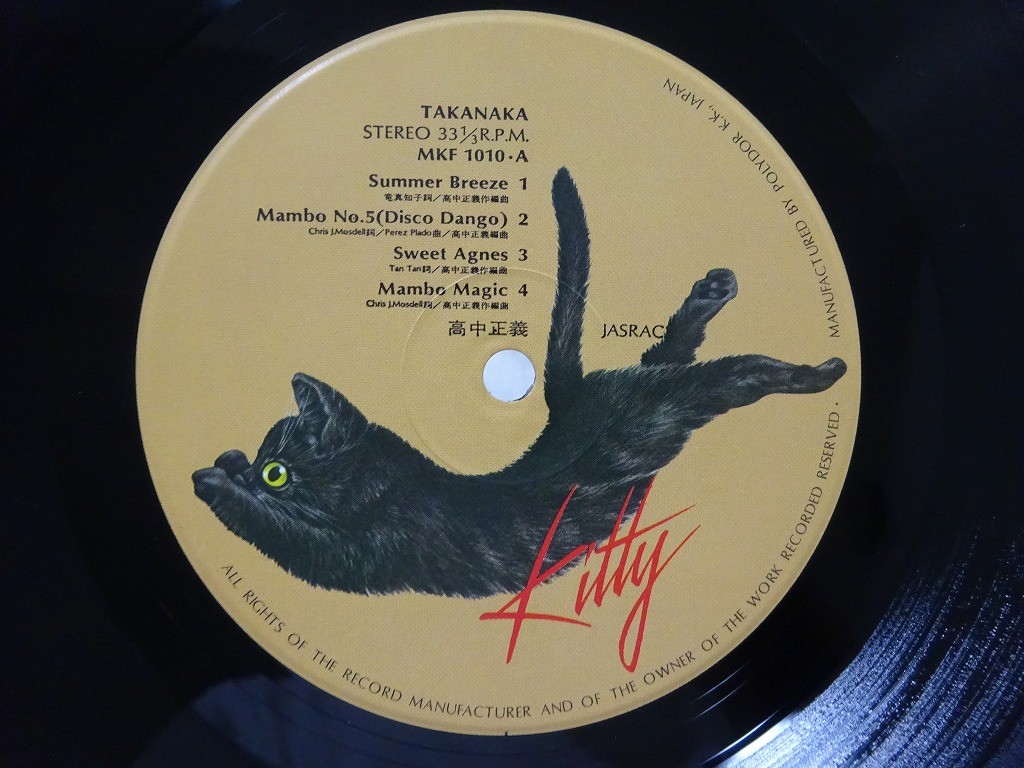 TAKANAKA
STEREO 33⅓R.P.M.
MKF 1010・A
Summer Breeze 1
竜真知子詞／高中正義作編曲
Mambo No.5(Disco Dango) 2
Chris J.Mosdell詞／Perez Plado曲／高中正義編曲
Sweet Agnes 3
Tan Tan詞／高中正義作編曲
Mambo Magic 4
Chris J.Mosdell詞／高中正義作編曲
高中正義
JASRAC
Kitty
ALL RIGHTS OF THE RECORD MANUFACTURER AND OF THE OWNER OF THE WORK RECORDED RESERVED・MANUFACTURED BY POLYDOR K.K., JAPAN